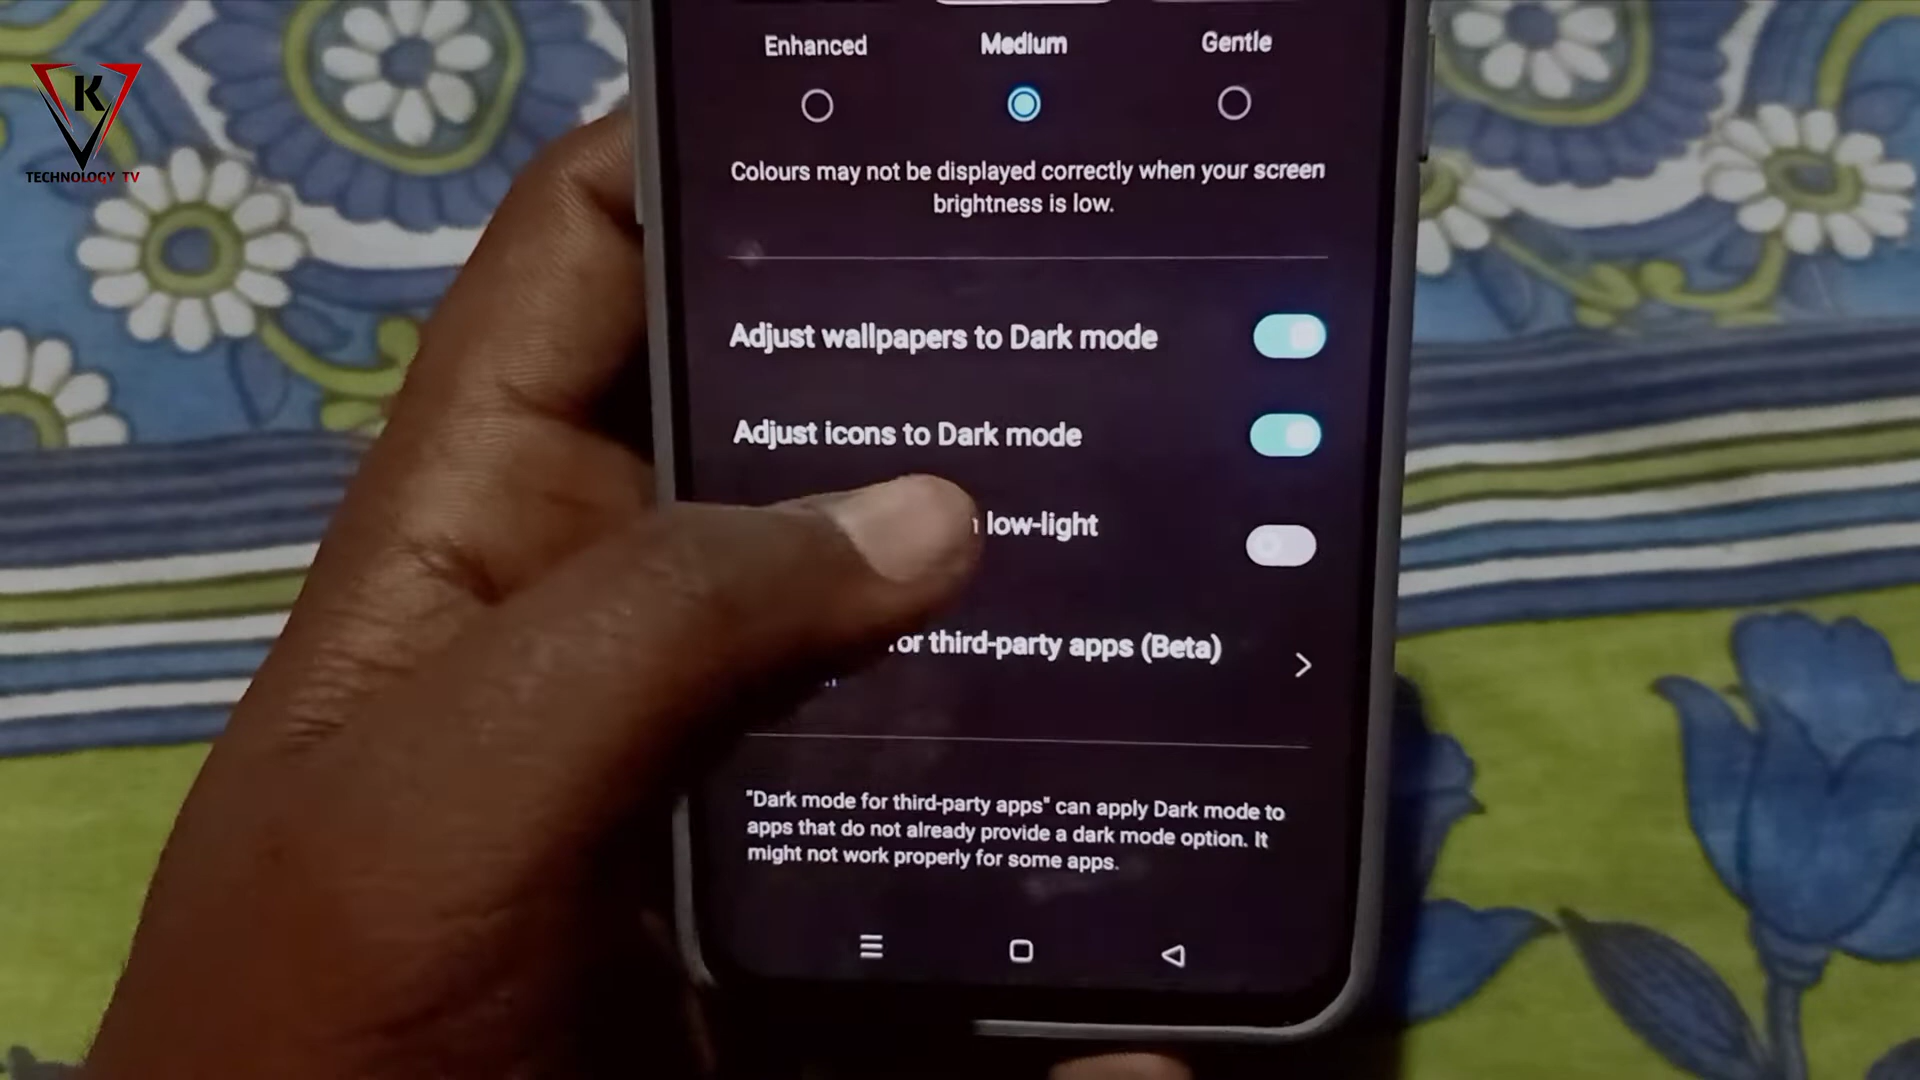 K
TECHNOLOGY TV
Enhanced
Medium
Gentle
Colours may not be displayed correctly when your screen
brightness is low.
Adjust wallpapers to Dark mode
Adjust icons to Dark mode
low-light
or third-party apps (Beta)
"Dark mode for third-party apps" can apply Dark mode to
apps that do not already provide a dark mode option. It
might not work properly for some apps.